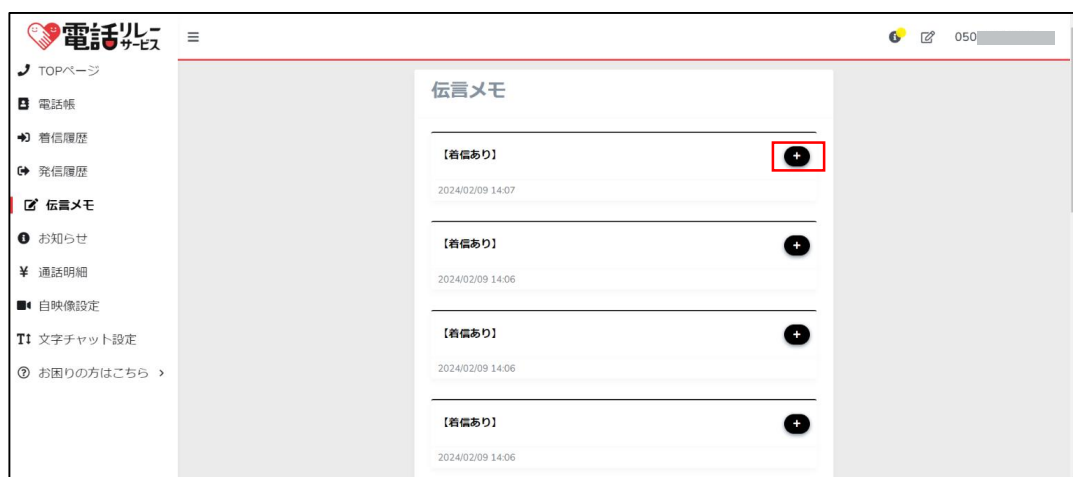 電話リレーサービス
050
TOPページ
電話帳
着信履歴
発信履歴
伝言メモ
お知らせ
通話明細
自映像設定
文字チャット設定
お困りの方はこちら
伝言メモ
【着信あり】
2024/02/09 14:07
【着信あり】
2024/02/09 14:06
【着信あり】
2024/02/09 14:06
【着信あり】
2024/02/09 14:06